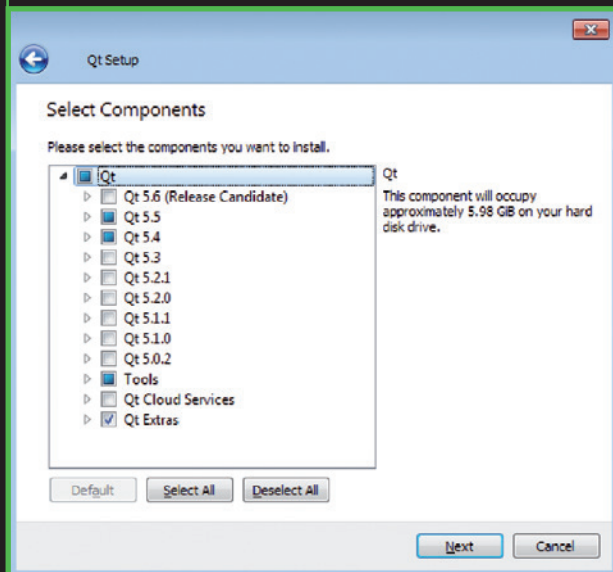 Qt Setup
Select Components
Please select the components you want to install.
Qt
Qt 5.6 (Release Candidate)
Qt 5.5
Qt 5.4
Qt 5.3
Qt 5.2.1
Qt 5.2.0
Qt 5.1.1
Qt 5.1.0
Qt 5.0.2
Tools
Qt Cloud Services
Qt Extras
Qt
This component will occupy
approximately 5.98 GiB on your hard
disk drive.
Default Select All Deselect All
Next Cancel